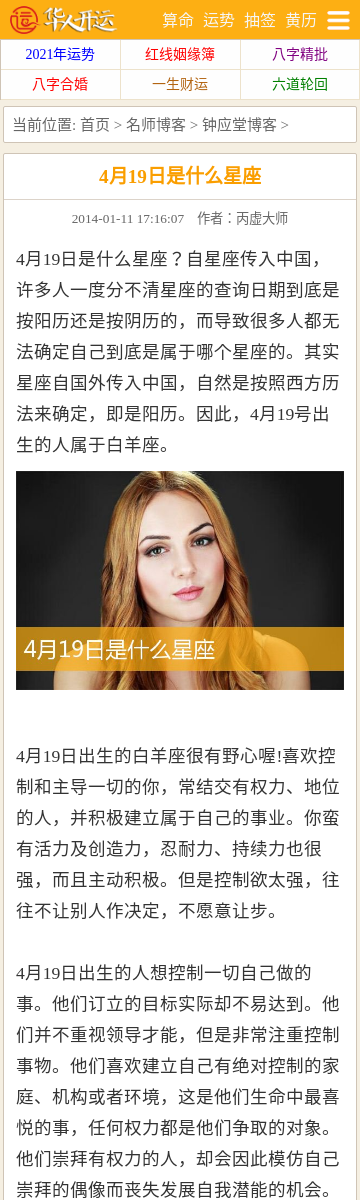 华人开运 算命 运势 抽签 黄历
2021年运势 红线姻缘簿 八字精批
八字合婚 一生财运 六道轮回
当前位置: 首页 > 名师博客 > 钟应堂博客 >
4月19日是什么星座
2014-01-11 17:16:07 作者：丙虚大师
4月19日是什么星座？自星座传入中国，
许多人一度分不清星座的查询日期到底是
按阳历还是按阴历的，而导致很多人都无
法确定自己到底是属于哪个星座的。其实
星座自国外传入中国，自然是按照西方历
法来确定，即是阳历。因此，4月19号出
生的人属于白羊座。
4月19日是什么星座
4月19日出生的白羊座很有野心喔!喜欢控
制和主导一切的你，常结交有权力、地位
的人，并积极建立属于自己的事业。你蛮
有活力及创造力，忍耐力、持续力也很
强，而且主动积极。但是控制欲太强，往
往不让别人作决定，不愿意让步。
4月19日出生的人想控制一切自己做的
事。他们订立的目标实际却不易达到。他
们并不重视领导才能，但是非常注重控制
事物。他们喜欢建立自己有绝对控制的家
庭、机构或者环境，这是他们生命中最喜
悦的事，任何权力都是他们争取的对象。
他们崇拜有权力的人，却会因此模仿自己
崇拜的偶像而丧失发展自我潜能的机会。